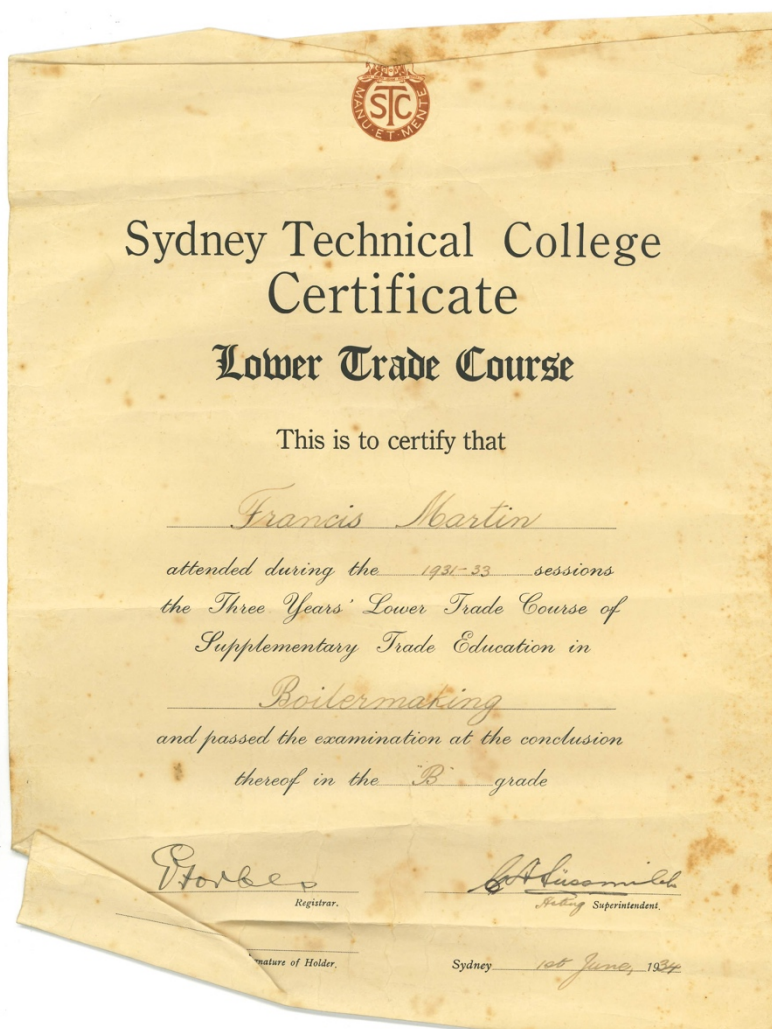 STC
MANU·ET·MENTE
Sydney Technical College
Certificate
Lower Trade Course
This is to certify that
Francis Martin
attended during the 1931-33 sessions
the Three Years' Lower Trade Course of
Supplementary Trade Education in
Boilermaking
and passed the examination at the conclusion
thereof in the "B" grade
Registrar.
Acting Superintendent.
Signature of Holder.
Sydney 1st June, 1934